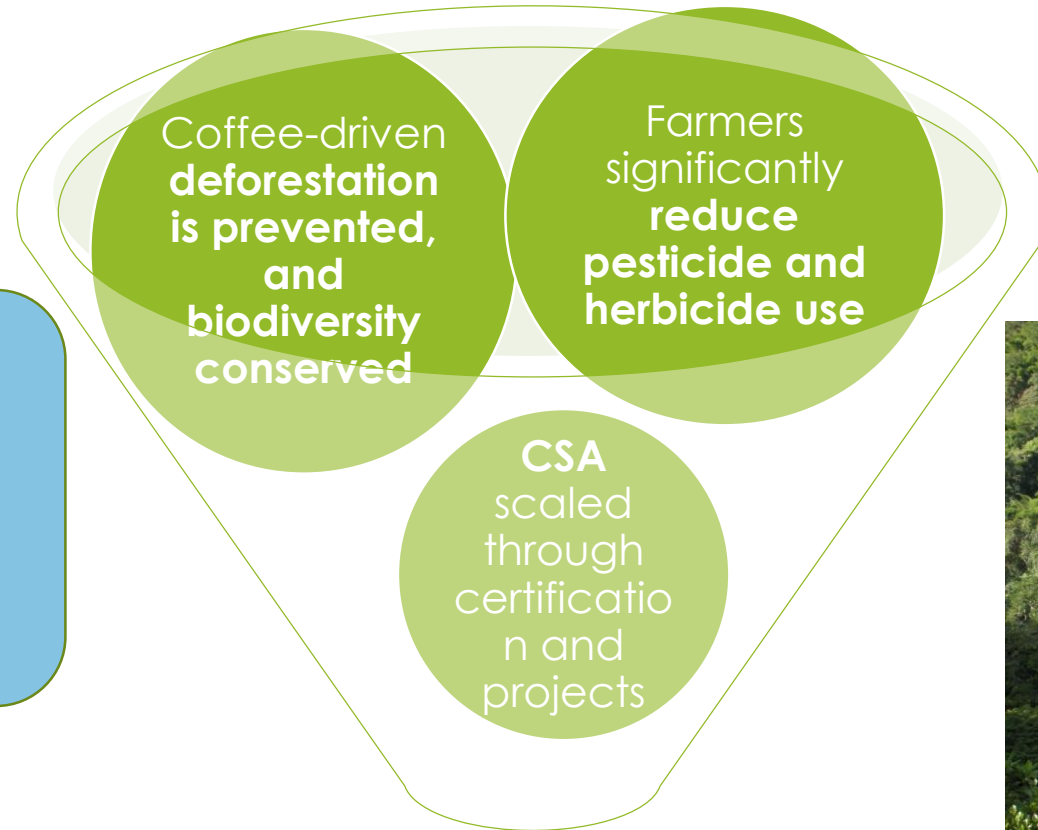 Coffee-driven
deforestation
is prevented,
and
biodiversity
conserved
Farmers
significantly
reduce
pesticide and
herbicide use
CSA
scaled
through
certificatio
n and
projects